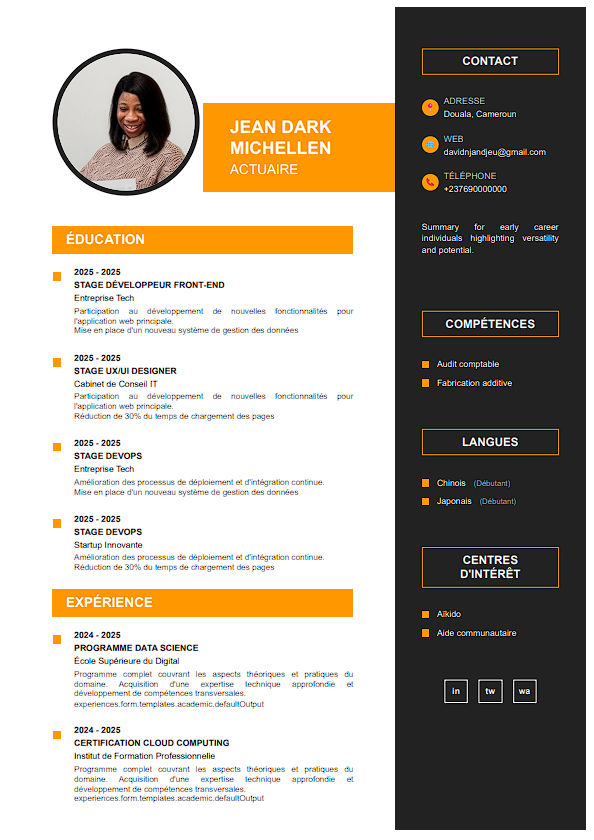 JEAN DARK
MICHELLEN
ACTUAIRE
ÉDUCATION
2025 - 2025
STAGE DÉVELOPPEUR FRONT-END
Entreprise Tech
Participation au développement de nouvelles fonctionnalités pour
l'application web principale.
Mise en place d'un nouveau système de gestion des données
2025 - 2025
STAGE UX/UI DESIGNER
Cabinet de Conseil IT
Participation au développement de nouvelles fonctionnalités pour
l'application web principale.
Réduction de 30% du temps de chargement des pages
2025 - 2025
STAGE DEVOPS
Entreprise Tech
Amélioration des processus de déploiement et d'intégration continue.
Mise en place d'un nouveau système de gestion des données
2025 - 2025
STAGE DEVOPS
Startup Innovante
Amélioration des processus de déploiement et d'intégration continue.
Réduction de 30% du temps de chargement des pages
EXPÉRIENCE
2024 - 2025
PROGRAMME DATA SCIENCE
École Supérieure du Digital
Programme complet couvrant les aspects théoriques et pratiques du
domaine. Acquisition d'une expertise technique approfondie et
développement de compétences transversales.
experiences.form.templates.academic.defaultOutput
2024 - 2025
CERTIFICATION CLOUD COMPUTING
Institut de Formation Professionnelle
Programme complet couvrant les aspects théoriques et pratiques du
domaine. Acquisition d'une expertise technique approfondie et
développement de compétences transversales.
experiences.form.templates.academic.defaultOutput
CONTACT
ADRESSE
Douala, Cameroun
WEB
davidnjandjeu@gmail.com
TÉLÉPHONE
+237690000000
Summary for early career
individuals highlighting versatility
and potential.
COMPÉTENCES
Audit comptable
Fabrication additive
LANGUES
Chinois (Débutant)
Japonais (Débutant)
CENTRES
D'INTÉRÊT
Aïkido
Aide communautaire
in tw wa